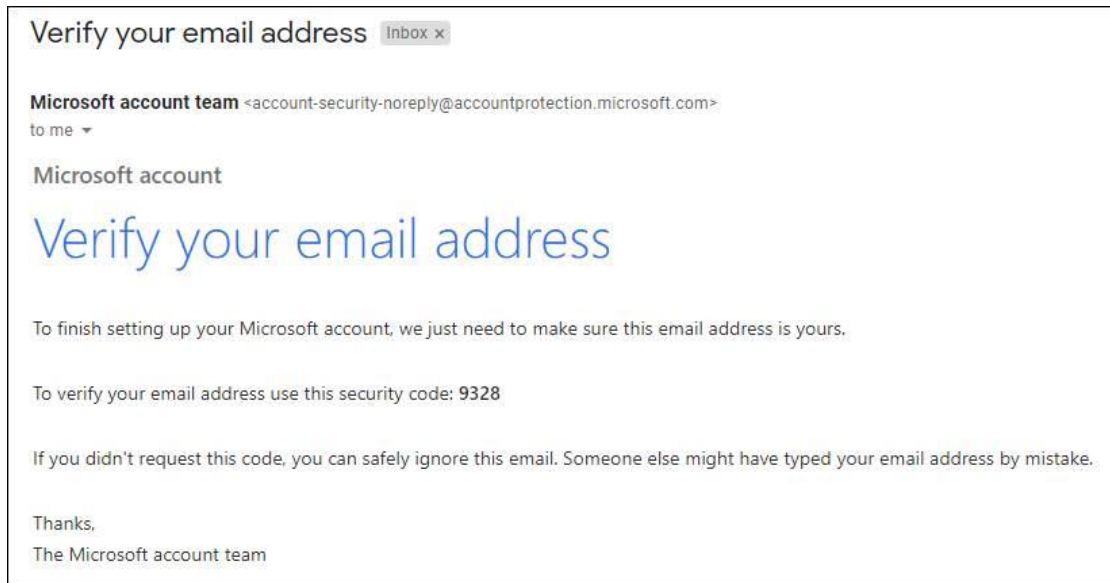 Verify your email address Inbox x
Microsoft account team <account-security-noreply@accountprotection.microsoft.com>
to me
Microsoft account
Verify your email address
To finish setting up your Microsoft account, we just need to make sure this email address is yours.
To verify your email address use this security code: 9328
If you didn't request this code, you can safely ignore this email. Someone else might have typed your email address by mistake.
Thanks,
The Microsoft account team